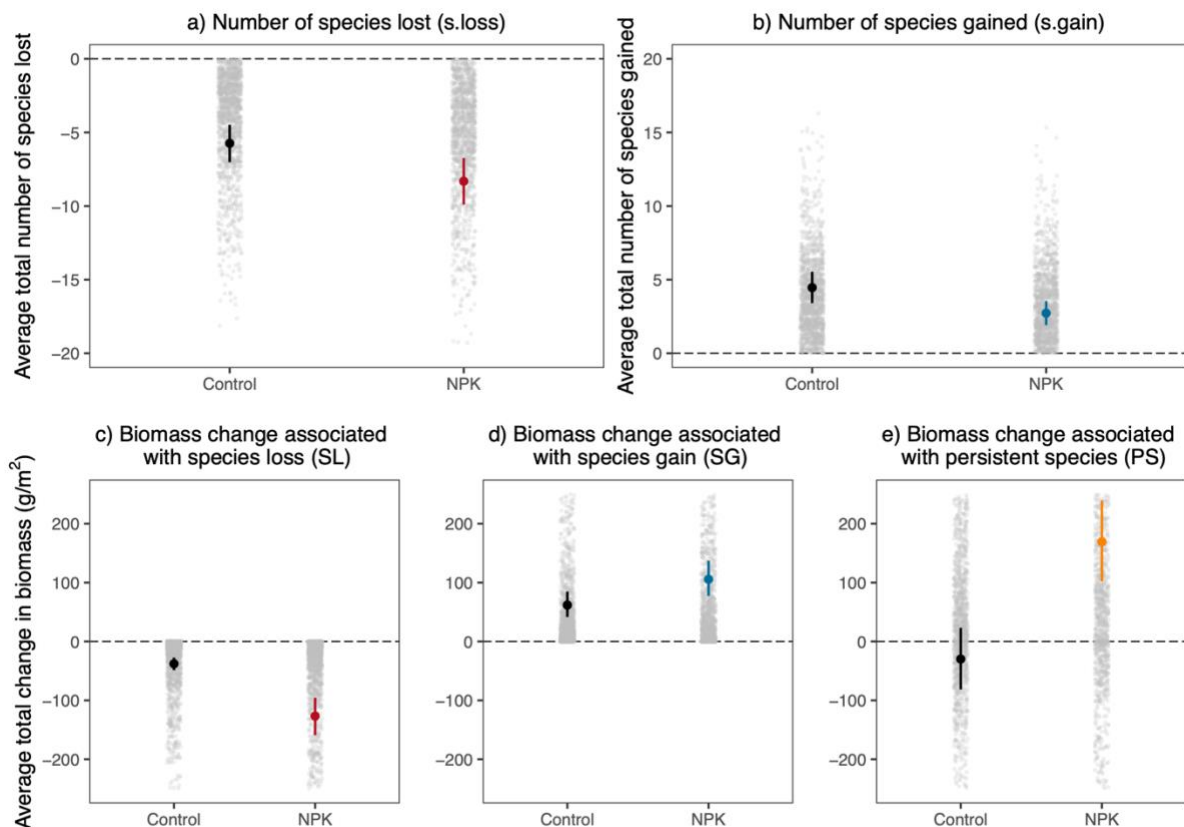 a) Number of species lost (s.loss)
Average total number of species lost
0
−5
−10
−15
−20
Control
NPK
b) Number of species gained (s.gain)
Average total number of species gained
20
15
10
5
0
Control
NPK
c) Biomass change associated
with species loss (SL)
Average total change in biomass (g/m²)
200
100
0
−100
−200
Control
NPK
d) Biomass change associated
with species gain (SG)
200
100
0
−100
−200
Control
NPK
e) Biomass change associated
with persistent species (PS)
200
100
0
−100
−200
Control
NPK